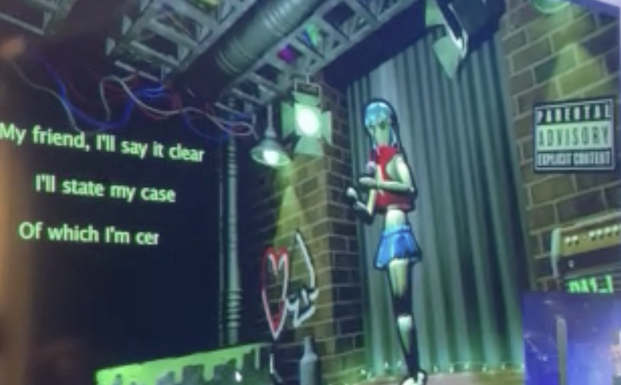 My friend, I'll say it clear
I'll state my case
Of which I'm cer
PARENTAL
ADVISORY
EXPLICIT CONTENT